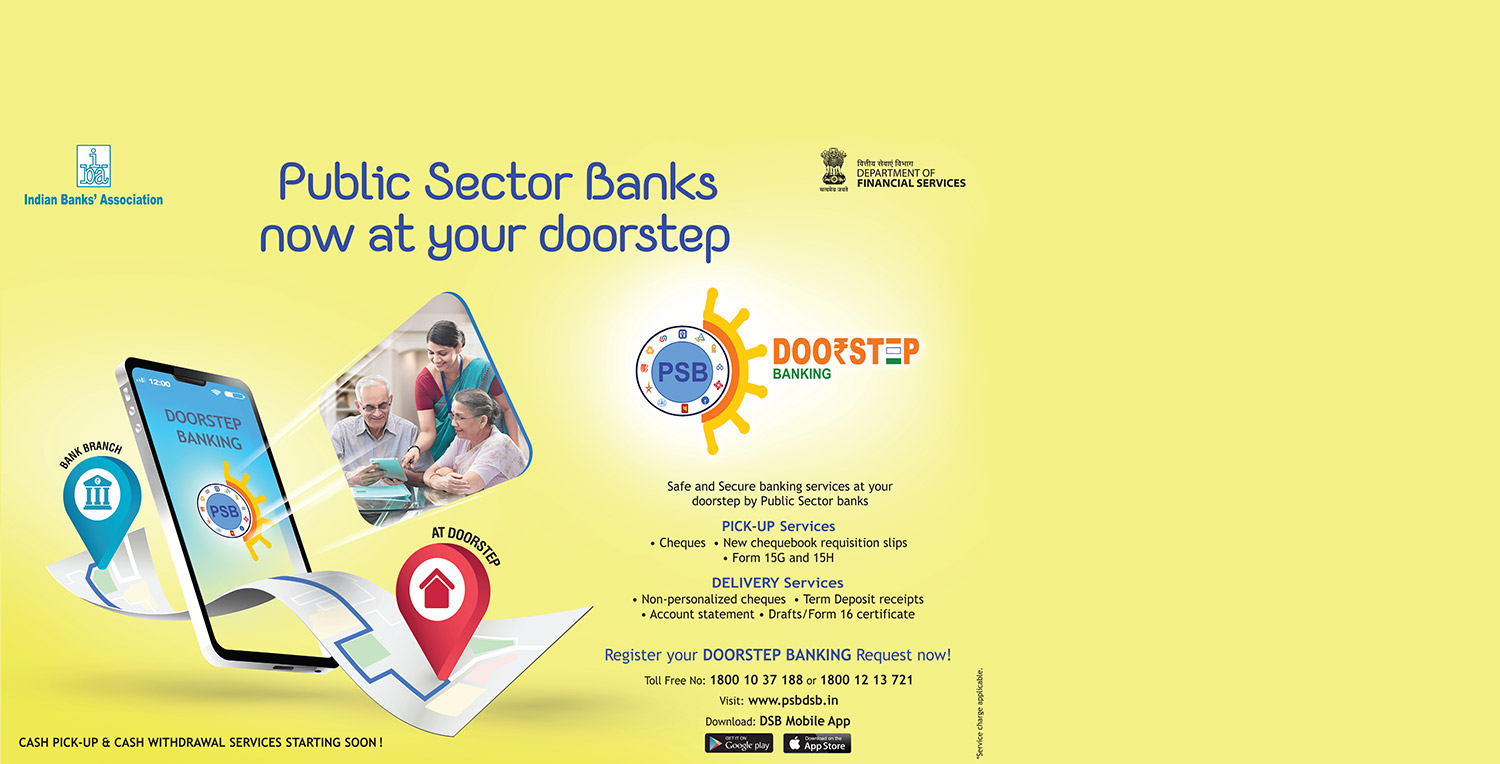 iba
Indian Banks' Association
Public Sector Banks
now at your doorstep
वित्तीय सेवाएं विभाग
DEPARTMENT OF
FINANCIAL SERVICES
सत्यमेव जयते
12:00
DOORSTEP
BANKING
PSB
BANK BRANCH
AT DOORSTEP
PSB
DOO₹STEP
BANKING
Safe and Secure banking services at your
doorstep by Public Sector banks
PICK-UP Services
• Cheques • New chequebook requisition slips
• Form 15G and 15H
DELIVERY Services
• Non-personalized cheques • Term Deposit receipts
• Account statement • Drafts/Form 16 certificate
Register your DOORSTEP BANKING Request now!
Toll Free No: 1800 10 37 188 or 1800 12 13 721
Visit: www.psbdsb.in
Download: DSB Mobile App
GET IT ON
Google play
Download on the
App Store
CASH PICK-UP & CASH WITHDRAWAL SERVICES STARTING SOON !
*Service charge applicable.